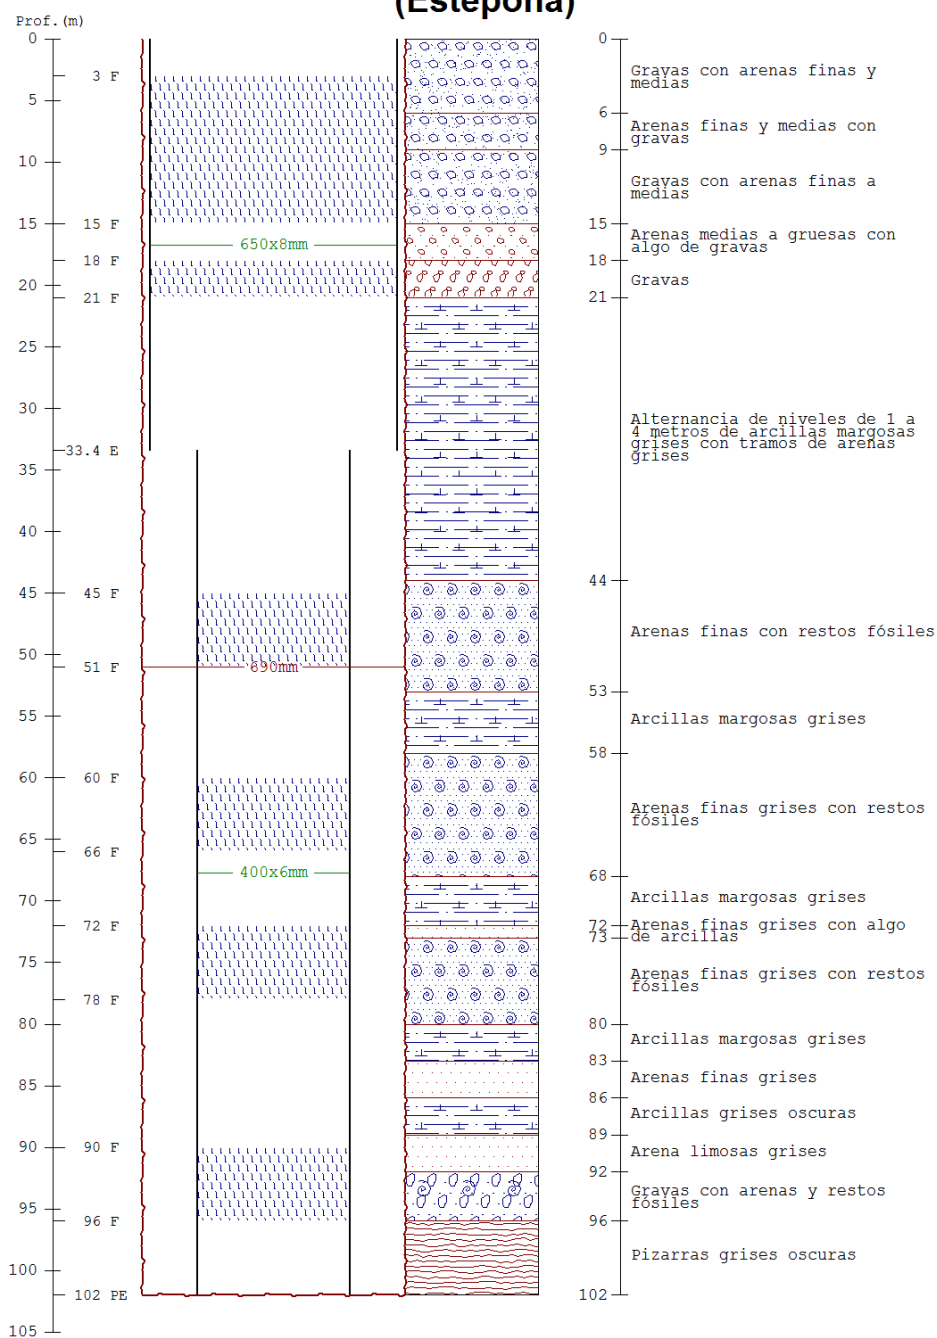 (Estepona)
Prof.(m)
0
3 F
5
10
15
15 F
650x8mm
18 F
20
21 F
25
30
33.4 E
35
40
45
45 F
50
51 F
690mm
55
60
60 F
65
66 F
400x6mm
70
72 F
75
78 F
80
85
90
90 F
95
96 F
100
102 PE
105
0
Gravas con arenas finas y
medias
6
Arenas finas y medias con
gravas
9
Gravas con arenas finas a
medias
15
Arenas medias a gruesas con
algo de gravas
18
Gravas
21
Alternancia de niveles de 1 a
4 metros de arcillas margosas
grises con tramos de arenas
grises
44
Arenas finas con restos fósiles
53
Arcillas margosas grises
58
Arenas finas grises con restos
fósiles
68
Arcillas margosas grises
72
Arenas finas grises con algo
de arcillas
73
Arenas finas grises con restos
fósiles
80
Arcillas margosas grises
83
Arenas finas grises
86
Arcillas grises oscuras
89
Arena limosas grises
92
Gravas con arenas y restos
fósiles
96
Pizarras grises oscuras
102